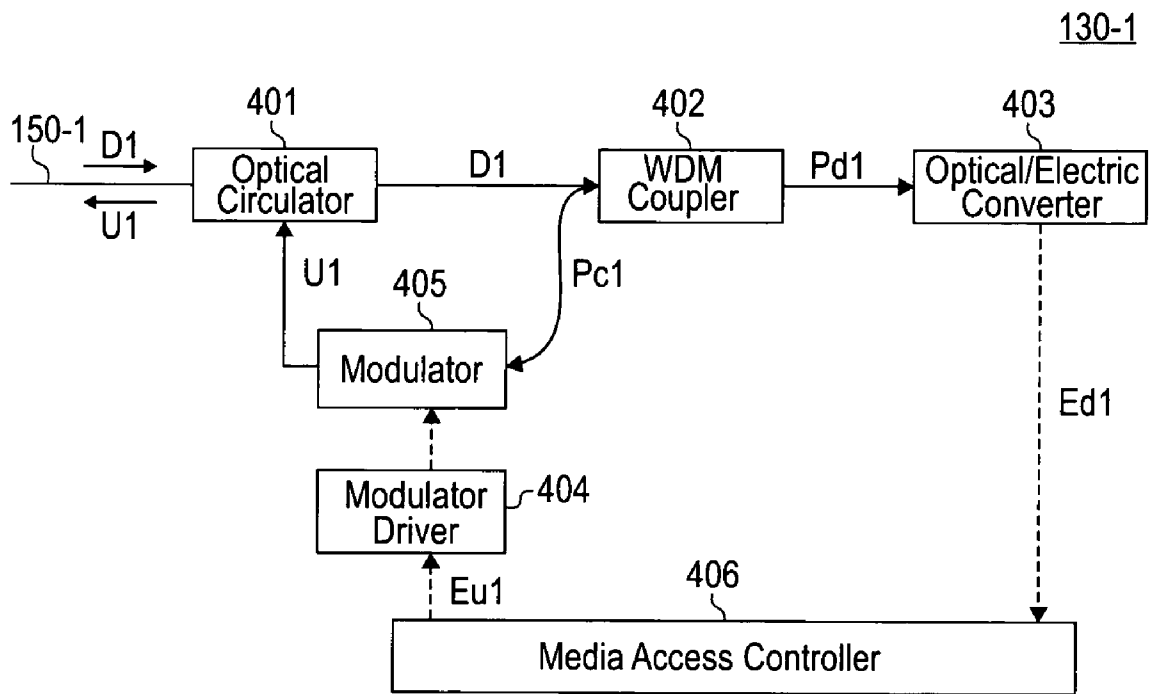 130-1
401
402
403
150-1
D1
U1
Optical
Circulator
D1
WDM
Coupler
Pd1
Optical/Electric
Converter
U1
Pc1
405
Modulator
Ed1
Modulator
Driver
404
Eu1
406
Media Access Controller